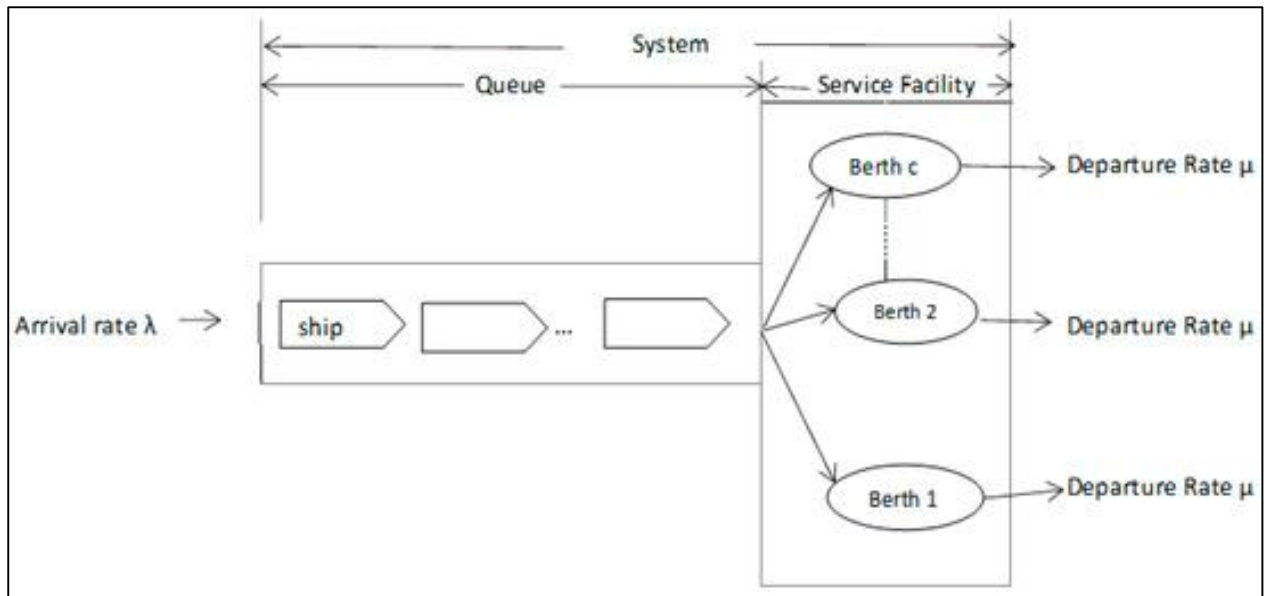 System
Queue
Service Facility
Berth c
Departure Rate μ
Arrival rate λ
ship
...
Berth 2
Departure Rate μ
Berth 1
Departure Rate μ